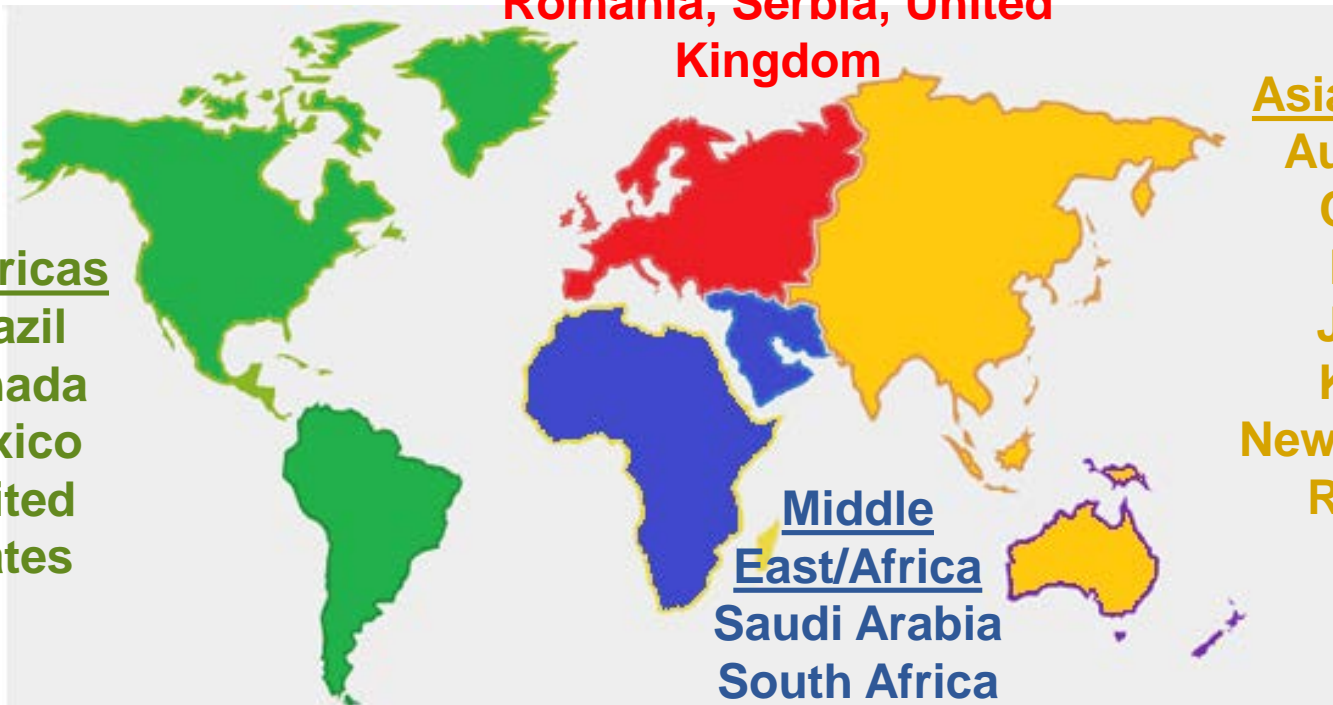 Romania, Serbia, United
Kingdom
ricas
azil
nada
xico
ited
ates
Middle
East/Africa
Saudi Arabia
South Africa
Asia
Au
New